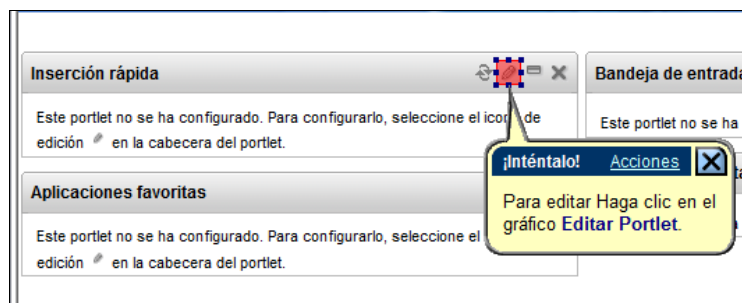 Inserción rápida
Este portlet no se ha configurado. Para configurarlo, seleccione el icono de
edición en la cabecera del portlet.
Aplicaciones favoritas
Este portlet no se ha configurado. Para configurarlo, seleccione el
edición en la cabecera del portlet.
Bandeja de entrada
Este portlet no se ha
¡Inténtalo! Acciones
Para editar Haga clic en el
gráfico Editar Portlet.